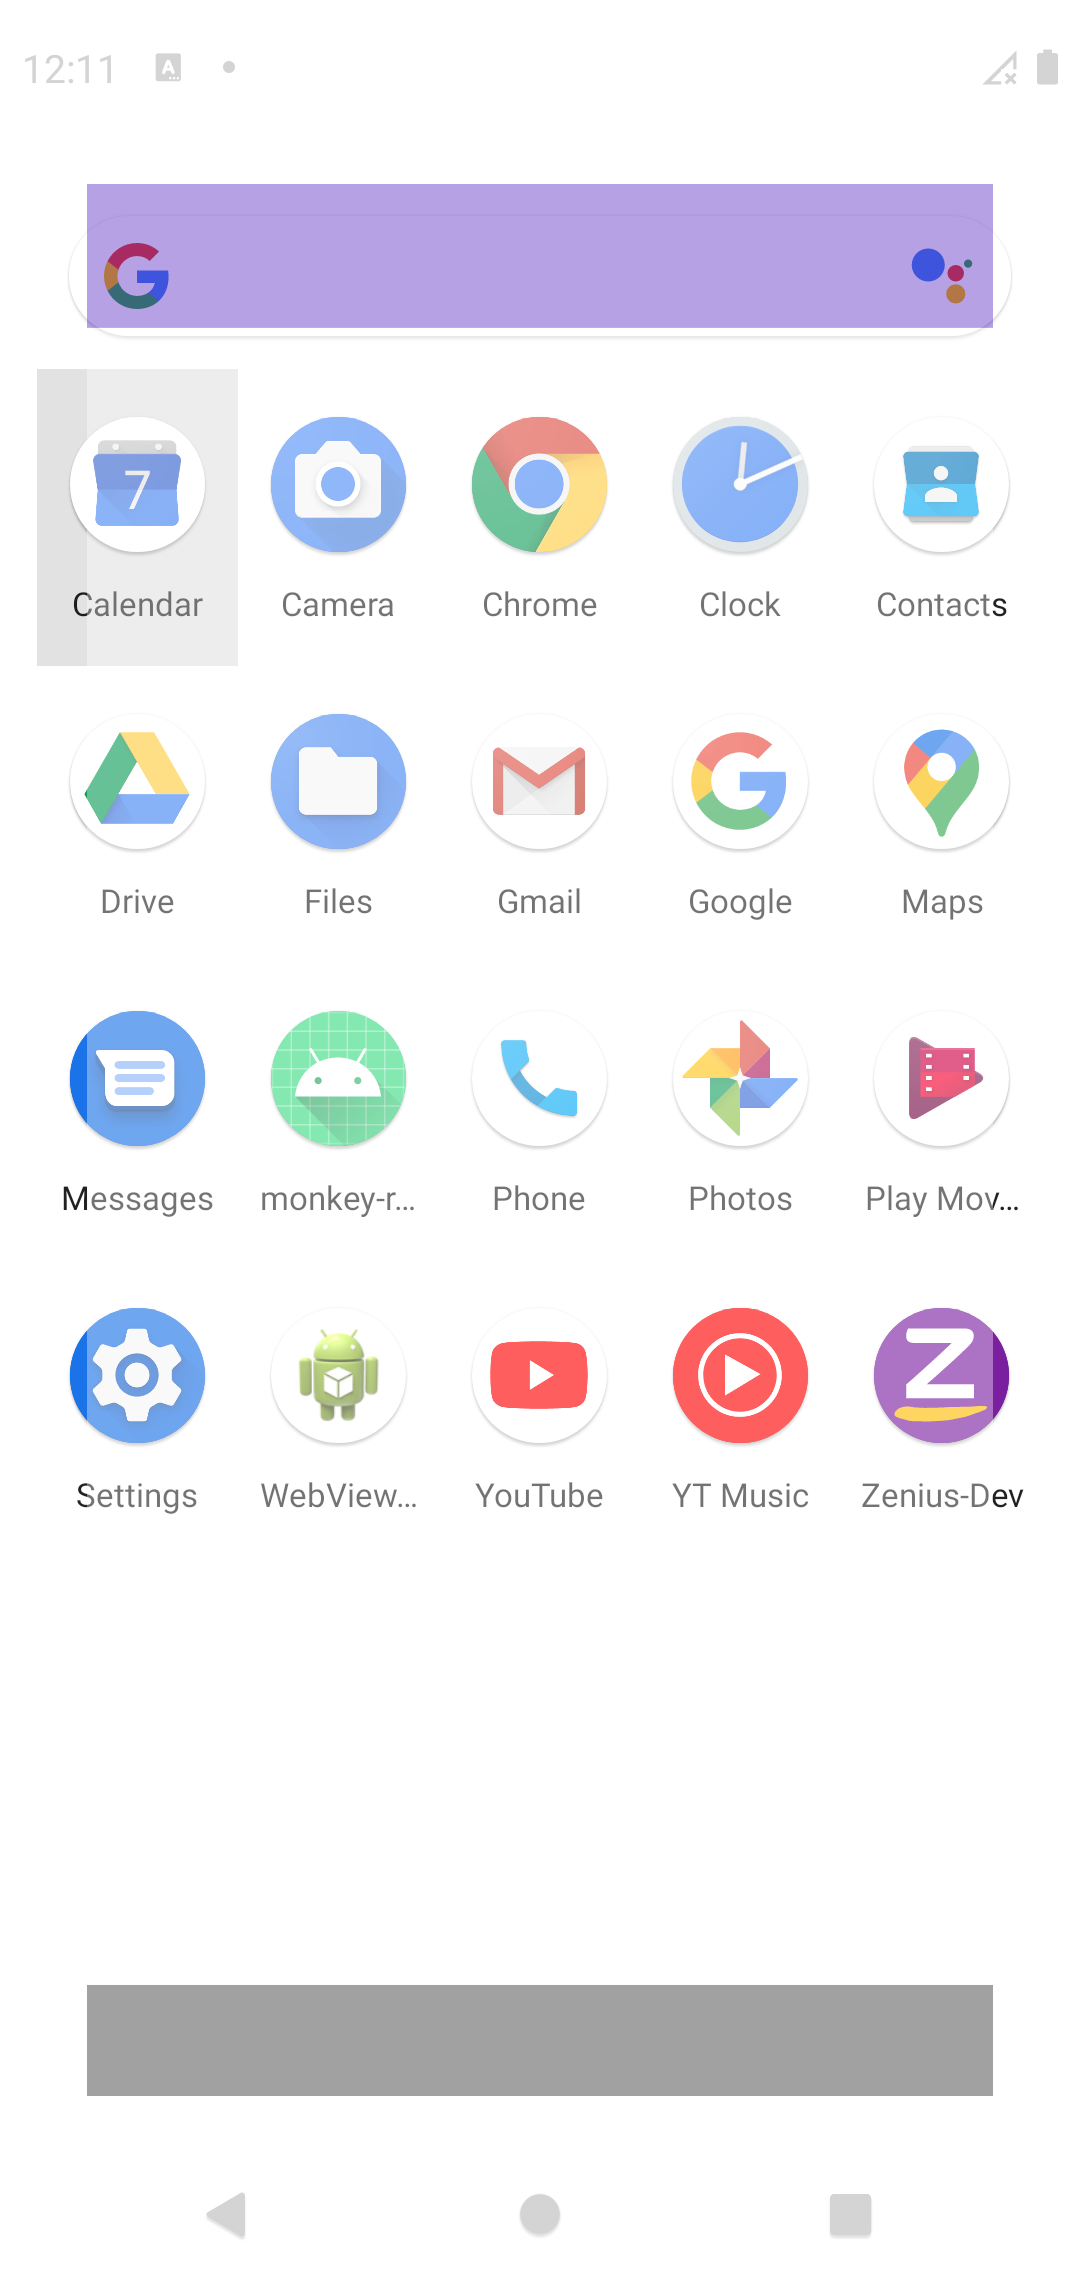 12:11 A
G
7
Calendar Camera Chrome Clock Contacts
Drive Files Gmail Google Maps
Messages monkey-r... Phone Photos Play Mov...
Z
Settings WebView... YouTube YT Music Zenius-Dev